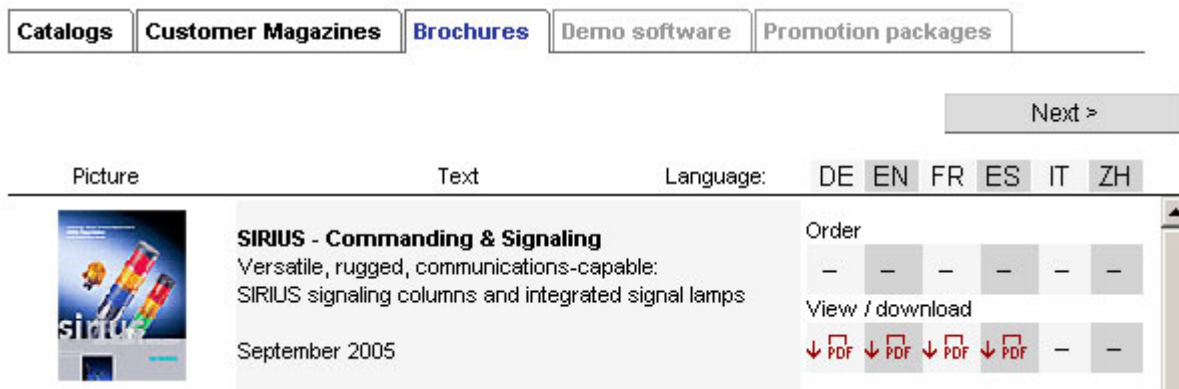 Catalogs Customer Magazines Brochures Demo software Promotion packages
Next >
Picture Text Language: DE EN FR ES IT ZH
SIRIUS - Commanding & Signaling
Order
Versatile, rugged, communications-capable:
– – – – – –
SIRIUS signaling columns and integrated signal lamps
View / download
sirius
September 2005
PDF PDF PDF PDF – –